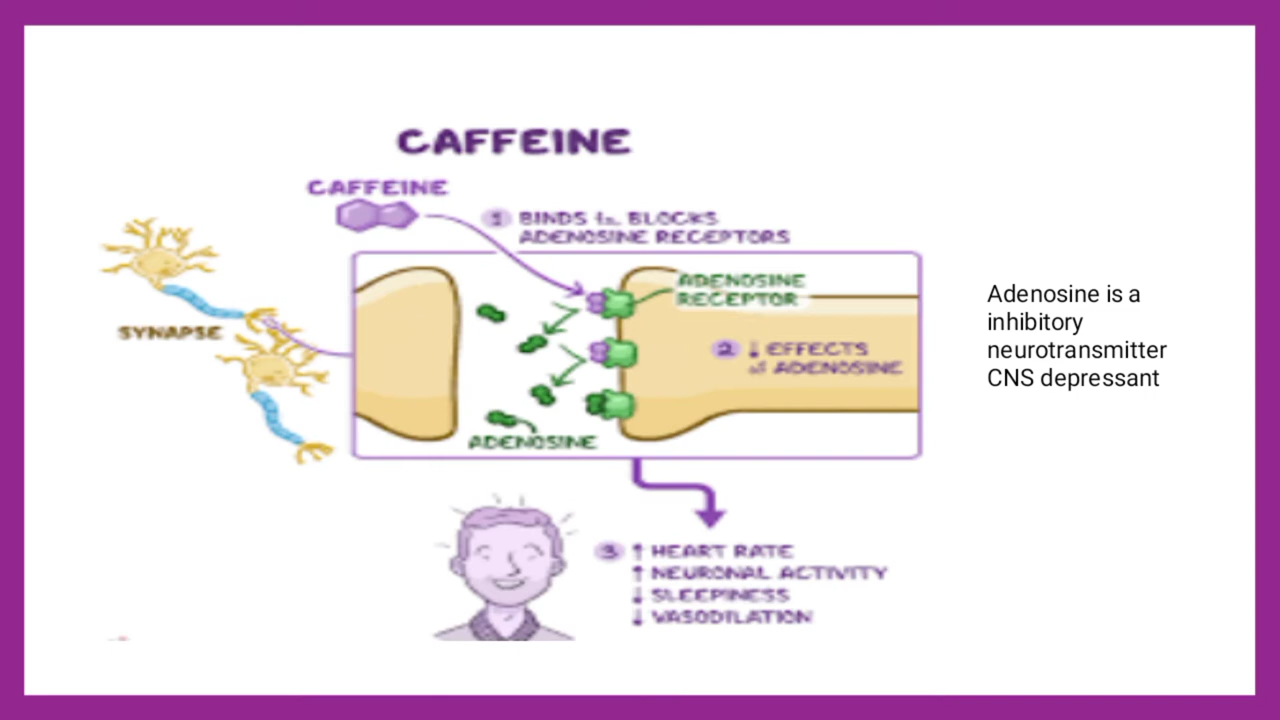 CAFFEINE
CAFFEINE
1 BINDS to BLOCKS
ADENOSINE RECEPTORS
ADENOSINE
RECEPTOR
SYNAPSE
2 ↓ EFFECTS
of ADENOSINE
ADENOSINE
3 ↑ HEART RATE
↑ NEURONAL ACTIVITY
↓ SLEEPINESS
↓ VASODILATION
Adenosine is a
inhibitory
neurotransmitter
CNS depressant